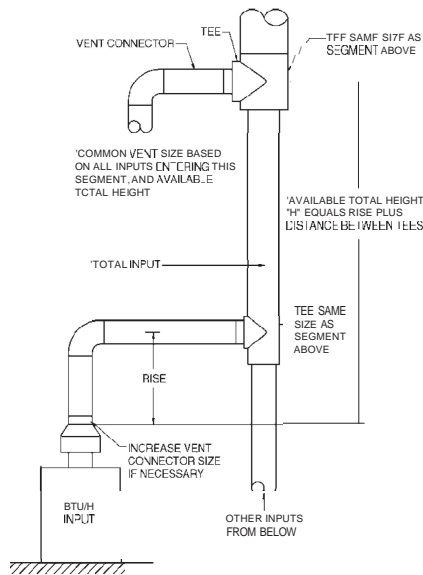 TEE
VENT CONNECTOR
TFF SAMF SI7F AS
SEGMENT ABOVE
'COMMON VENT SIZE BASED
ON ALL INPUTS ENTERING THIS
SEGMENT, AND AVAILABLE
TCTAL HEIGHT
'AVAILABLE TOTAL HEIGHT
"H" EQUALS RISE PLUS
DISTANCE BETWEEN TEES
'TOTAL INPUT
TEE SAME
SIZE AS
SEGMENT
ABOVE
RISE
INCREASE VENT
CONNECTOR SIZE
IF NECESSARY
BTU/H
INPUT
OTHER INPUTS
FROM BELOW